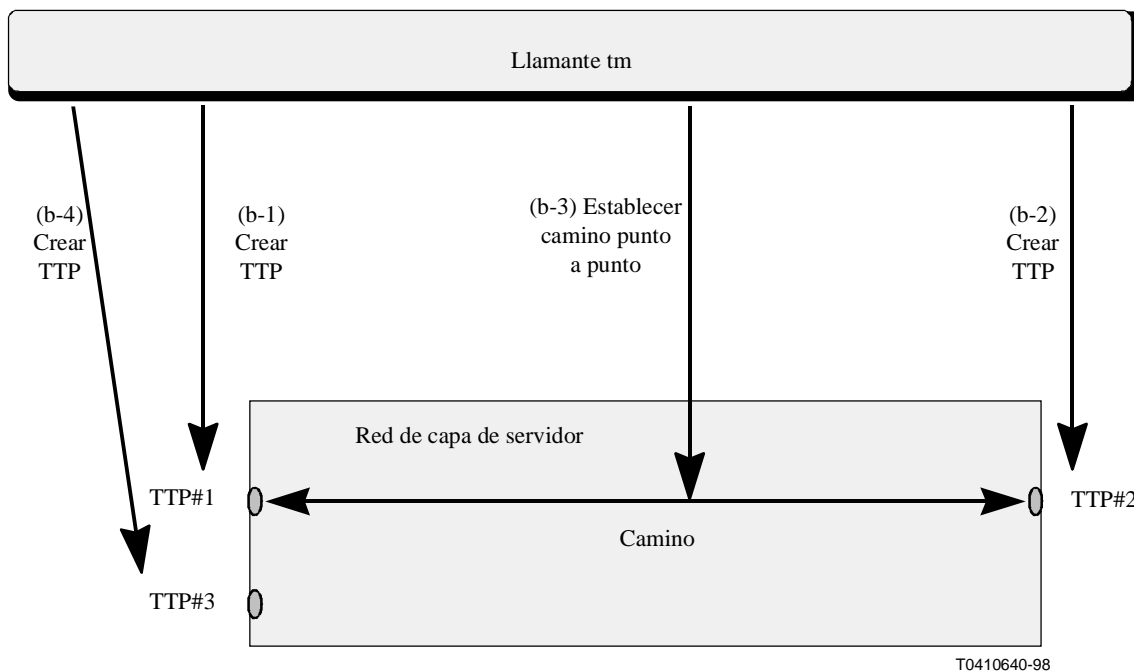 Llamante tm
(b-4)
Crear
TTP
(b-1)
Crear
TTP
(b-3) Establecer
camino punto
a punto
(b-2)
Crear
TTP
Red de capa de servidor
TTP#1
TTP#2
Camino
TTP#3
T0410640-98